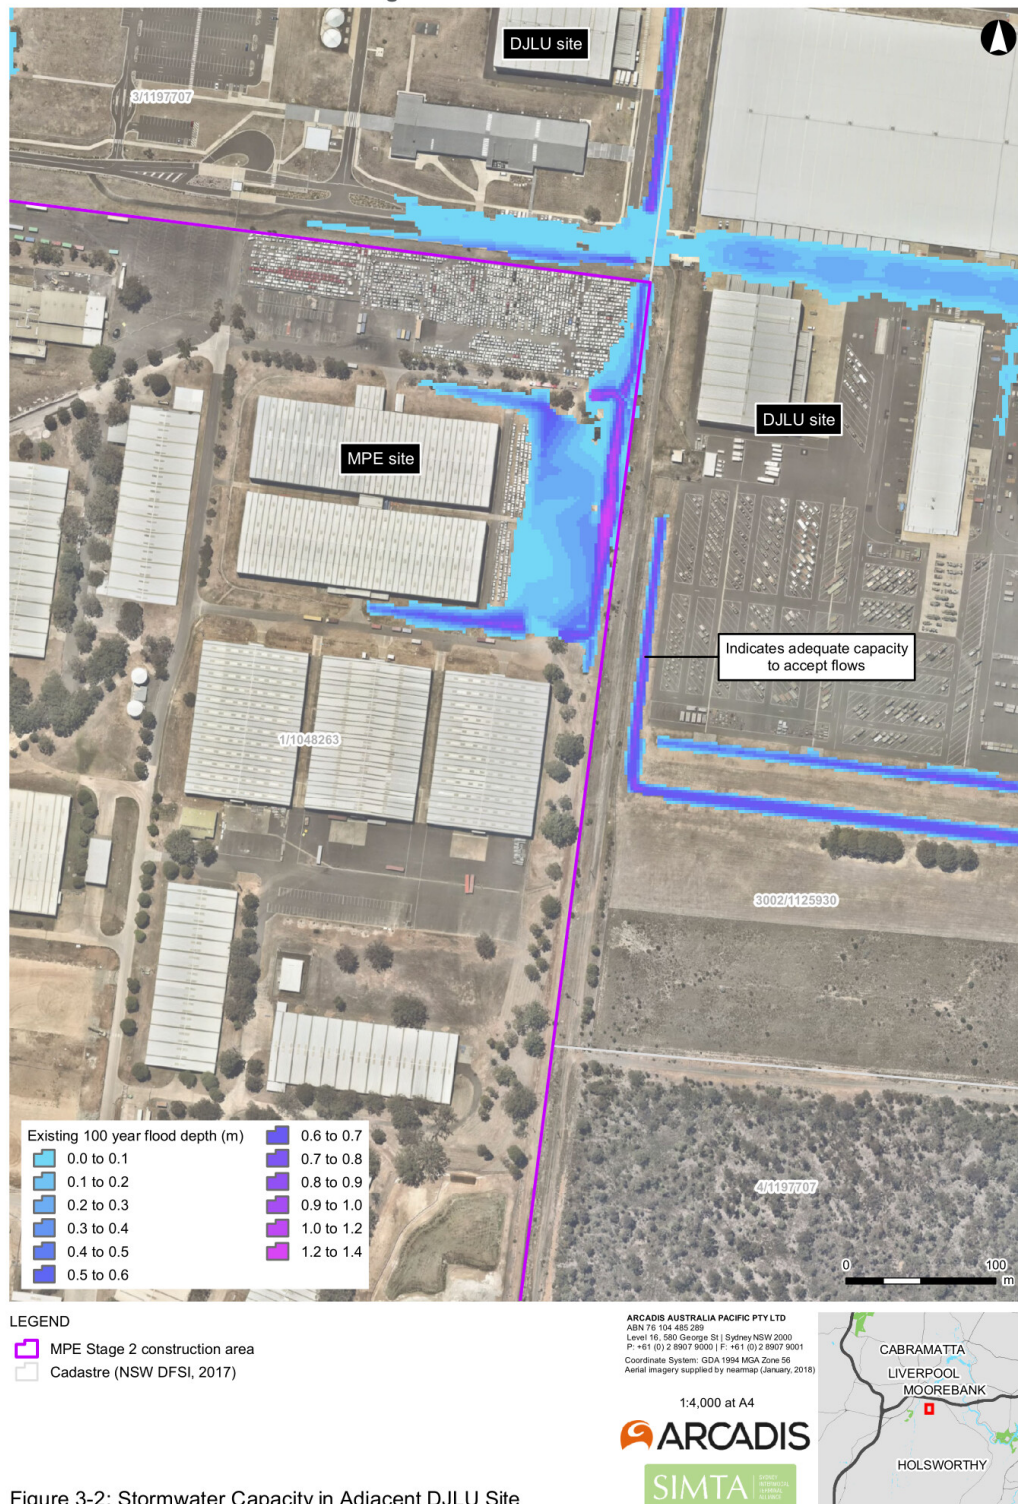 DJLU site
3/1197707
MPE site
DJLU site
Indicates adequate capacity
to accept flows
1/1048263
3002/1125930
4/1197707
Existing 100 year flood depth (m)
0.0 to 0.1
0.1 to 0.2
0.2 to 0.3
0.3 to 0.4
0.4 to 0.5
0.5 to 0.6
0.6 to 0.7
0.7 to 0.8
0.8 to 0.9
0.9 to 1.0
1.0 to 1.2
1.2 to 1.4
0 100
m
LEGEND
MPE Stage 2 construction area
Cadastre (NSW DFSI, 2017)
ARCADIS AUSTRALIA PACIFIC PTY LTD
ABN 76 104 485 289
Level 16, 580 George St | Sydney NSW 2000
P: +61 (0) 2 8907 9000 | F: +61 (0) 2 8907 9001
Coordinate System: GDA 1994 MGA Zone 56
Aerial imagery supplied by nearmap (January, 2018)
1:4,000 at A4
ARCADIS
SIMTA
SYDNEY
INTERMODAL
TERMINAL
ALLIANCE
CABRAMATTA
LIVERPOOL
MOOREBANK
HOLSWORTHY
Figure 3-2: Stormwater Capacity in Adjacent DJLU Site